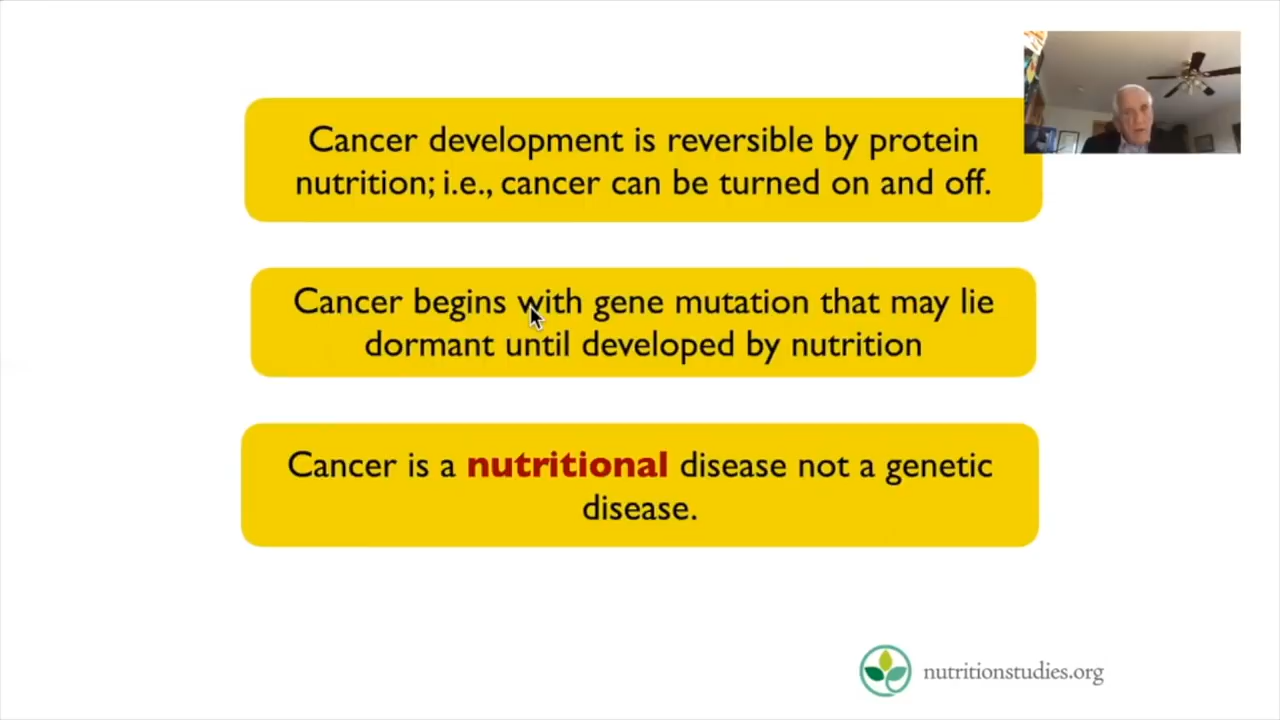 Cancer development is reversible by protein
nutrition; i.e., cancer can be turned on and off.
Cancer begins with gene mutation that may lie
dormant until developed by nutrition
Cancer is a nutritional disease not a genetic
disease.
nutritionstudies.org